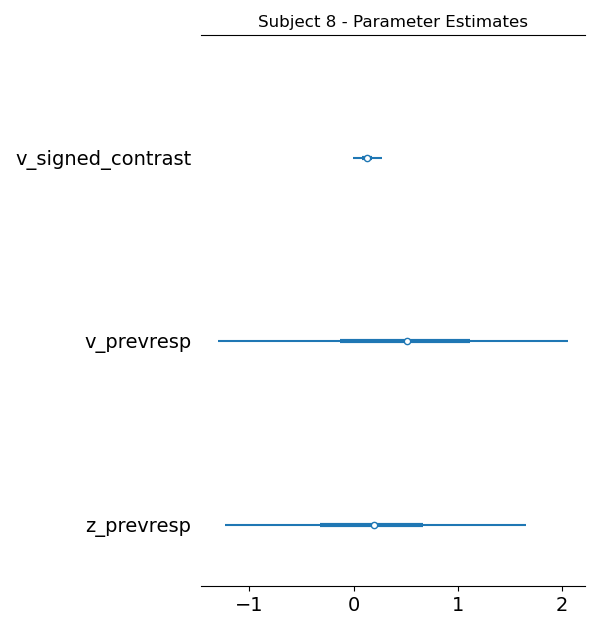 Subject 8 - Parameter Estimates
v_signed_contrast
v_prevresp
z_prevresp
−1 0 1 2